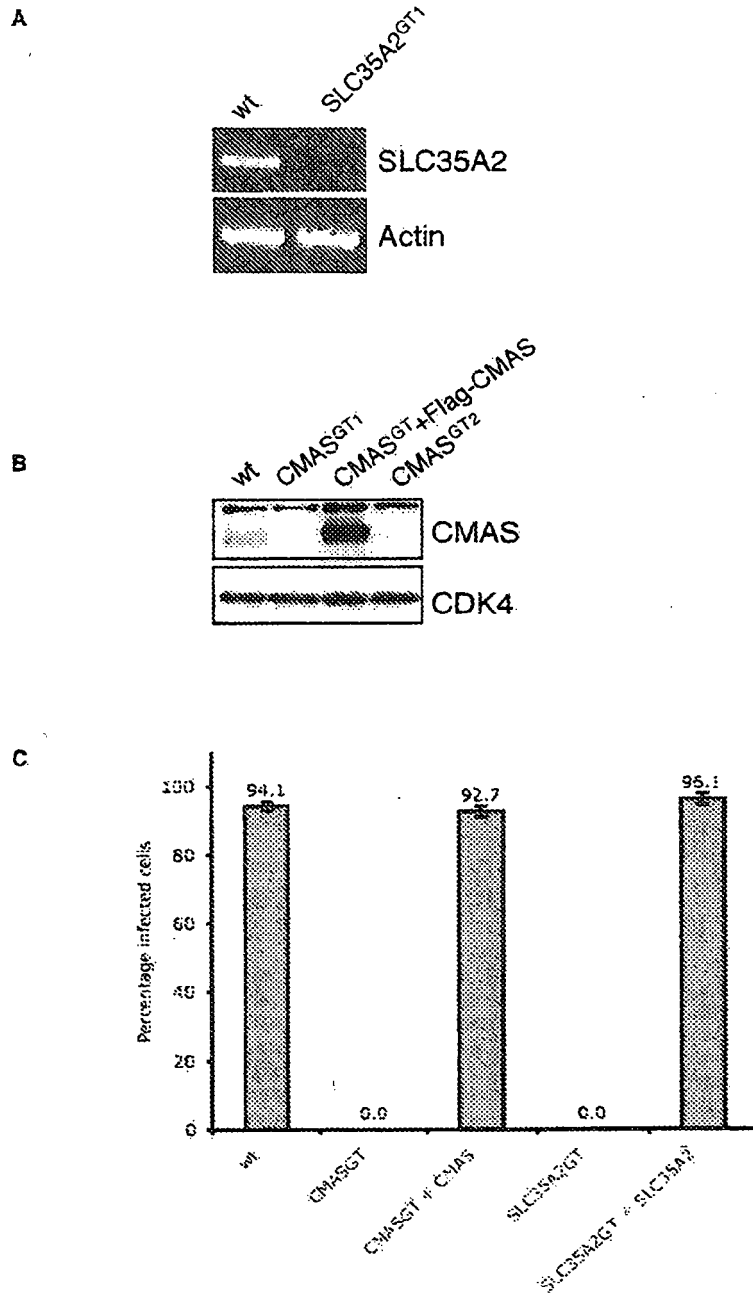 A
wt
SLC35A2GT1
SLC35A2
Actin
B
wt
CMASGT1
CMASGT+Flag-CMAS
CMASGT2
CMAS
CDK4
C
Percentage infected cells
100
80
60
40
20
0
94.1
0.0
92.7
0.0
96.1
wt
CMASGT
CMASGT + CMAS
SLC35A2GT
SLC35A2GT + SLC35A2